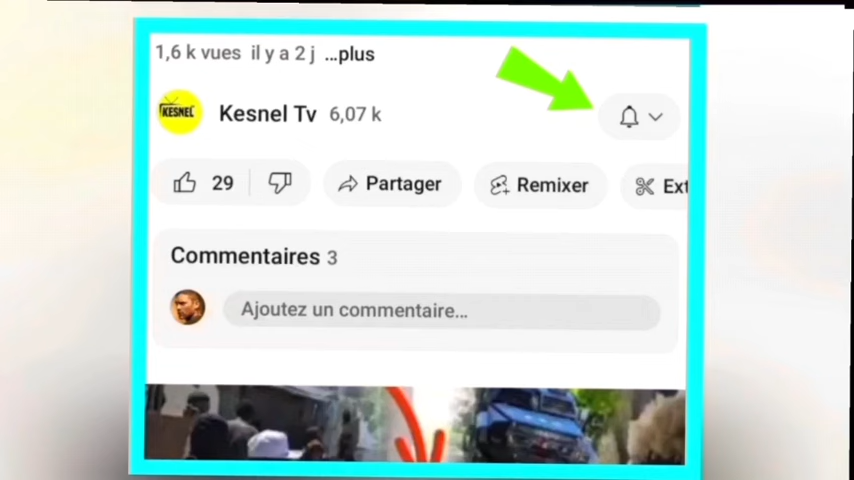 1,6 k vues il y a 2 j ...plus
KESNEL
Kesnel Tv 6,07 k
29 Partager Remixer Ext
Commentaires 3
Ajoutez un commentaire...